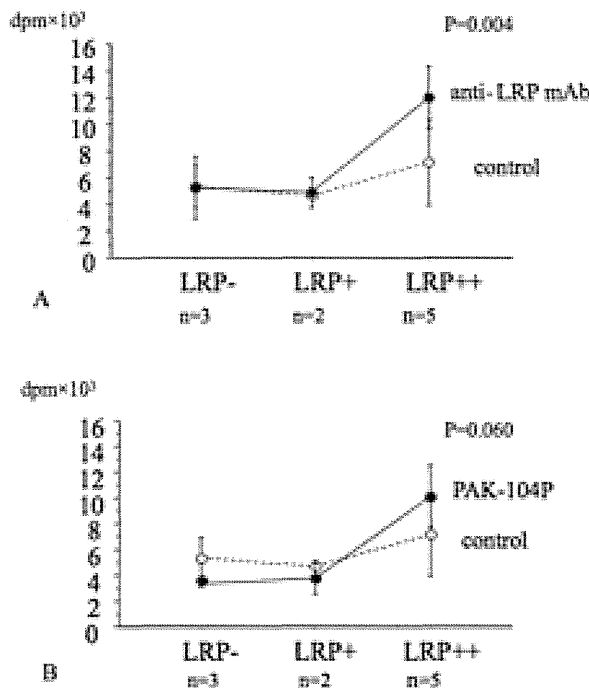 dpm×10³
P=0.004
16
14
12
10
8
6
4
2
0
anti-LRP mAb
control
LRP- LRP+ LRP++
n=3 n=2 n=5
A
dpm×10³
P=0.060
16
14
12
10
8
6
4
2
0
PAK-104P
control
LRP- LRP+ LRP++
n=3 n=2 n=5
B